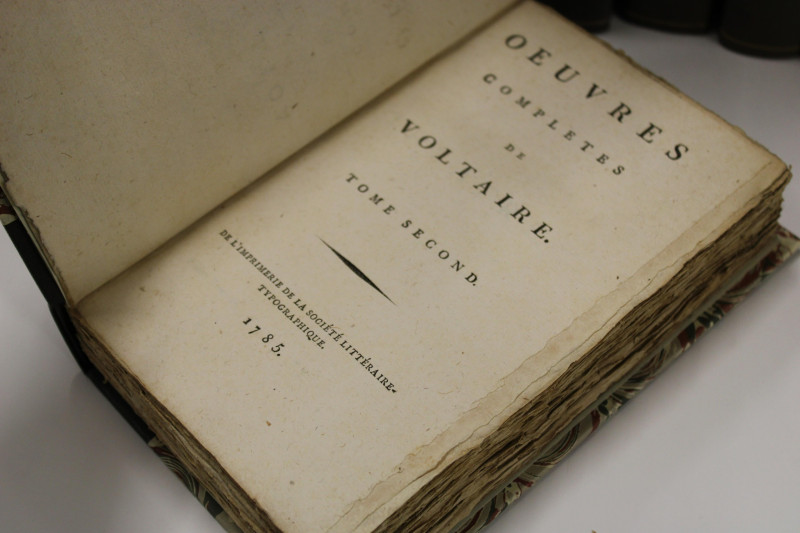 OEUVRES
COMPLETES
DE
VOLTAIRE.
TOME SECOND.
DE L'IMPRIMERIE DE LA SOCIÉTÉ LITTÉRAIRE-
TYPOGRAPHIQUE.
1785.